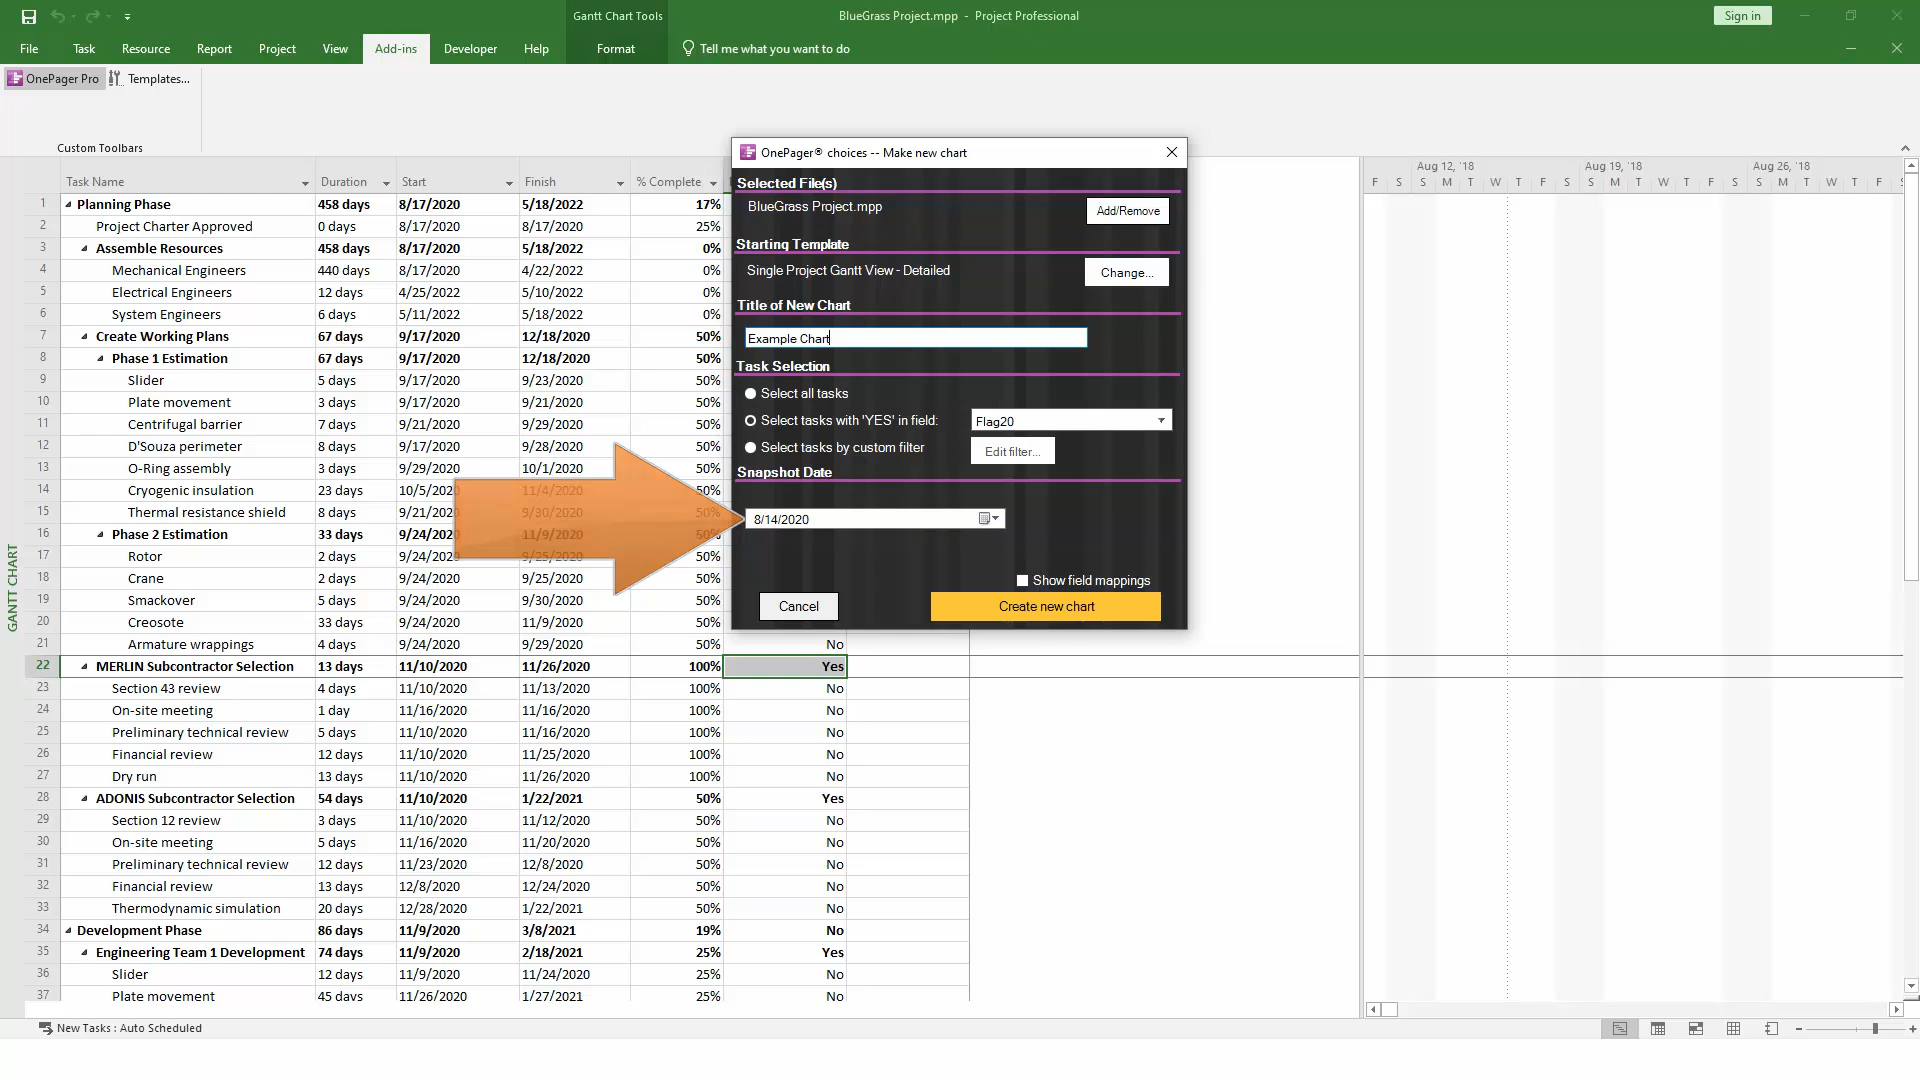 Gantt Chart Tools
BlueGrass Project.mpp - Project Professional
Sign in
File Task Resource Report Project View Add-ins Developer Help Format Tell me what you want to do
OnePager Pro Templates...
Custom Toolbars
Task Name Duration Start Finish % Complete
1 Planning Phase 458 days 8/17/2020 5/18/2022 17%
2 Project Charter Approved 0 days 8/17/2020 8/17/2020 25%
3 Assemble Resources 458 days 8/17/2020 5/18/2022 0%
4 Mechanical Engineers 440 days 8/17/2020 4/22/2022 0%
5 Electrical Engineers 12 days 4/25/2022 5/10/2022 0%
6 System Engineers 6 days 5/11/2022 5/18/2022 0%
7 Create Working Plans 67 days 9/17/2020 12/18/2020 50%
8 Phase 1 Estimation 67 days 9/17/2020 12/18/2020 50%
9 Slider 5 days 9/17/2020 9/23/2020 50%
10 Plate movement 3 days 9/17/2020 9/21/2020 50%
11 Centrifugal barrier 7 days 9/21/2020 9/29/2020 50%
12 D'Souza perimeter 8 days 9/17/2020 9/28/2020 50%
13 O-Ring assembly 3 days 9/29/2020 10/1/2020 50%
14 Cryogenic insulation 23 days 10/5/2020 11/4/2020 50%
15 Thermal resistance shield 8 days 9/21/2020 9/30/2020 50%
16 Phase 2 Estimation 33 days 9/24/2020 11/9/2020 50%
17 Rotor 2 days 9/24/2020 9/25/2020 50%
18 Crane 2 days 9/24/2020 9/25/2020 50%
19 Smackover 5 days 9/24/2020 9/30/2020 50%
20 Creosote 33 days 9/24/2020 11/9/2020 50%
21 Armature wrappings 4 days 9/24/2020 9/29/2020 50% No
22 MERLIN Subcontractor Selection 13 days 11/10/2020 11/26/2020 100% Yes
23 Section 43 review 4 days 11/10/2020 11/13/2020 100% No
24 On-site meeting 1 day 11/16/2020 11/16/2020 100% No
25 Preliminary technical review 5 days 11/10/2020 11/16/2020 100% No
26 Financial review 12 days 11/10/2020 11/25/2020 100% No
27 Dry run 13 days 11/10/2020 11/26/2020 100% No
28 ADONIS Subcontractor Selection 54 days 11/10/2020 1/22/2021 50% Yes
29 Section 12 review 3 days 11/10/2020 11/12/2020 50% No
30 On-site meeting 5 days 11/16/2020 11/20/2020 50% No
31 Preliminary technical review 12 days 11/23/2020 12/8/2020 50% No
32 Financial review 13 days 12/8/2020 12/24/2020 50% No
33 Thermodynamic simulation 20 days 12/28/2020 1/22/2021 50% No
34 Development Phase 86 days 11/9/2020 3/8/2021 19% No
35 Engineering Team 1 Development 74 days 11/9/2020 2/18/2021 25% Yes
36 Slider 12 days 11/9/2020 11/24/2020 25% No
37 Plate movement 45 days 11/26/2020 1/27/2021 25% No
GANTT CHART
OnePager® choices -- Make new chart
Selected File(s)
BlueGrass Project.mpp Add/Remove
Starting Template
Single Project Gantt View - Detailed Change...
Title of New Chart
Example Chart
Task Selection
Select all tasks
Select tasks with 'YES' in field: Flag20
Select tasks by custom filter Edit filter...
Snapshot Date
8/14/2020
Show field mappings
Cancel Create new chart
Aug 12, '18 Aug 19, '18 Aug 26, '18
F S S M T W T F S S M T W T F S S M T W T F S
New Tasks : Auto Scheduled